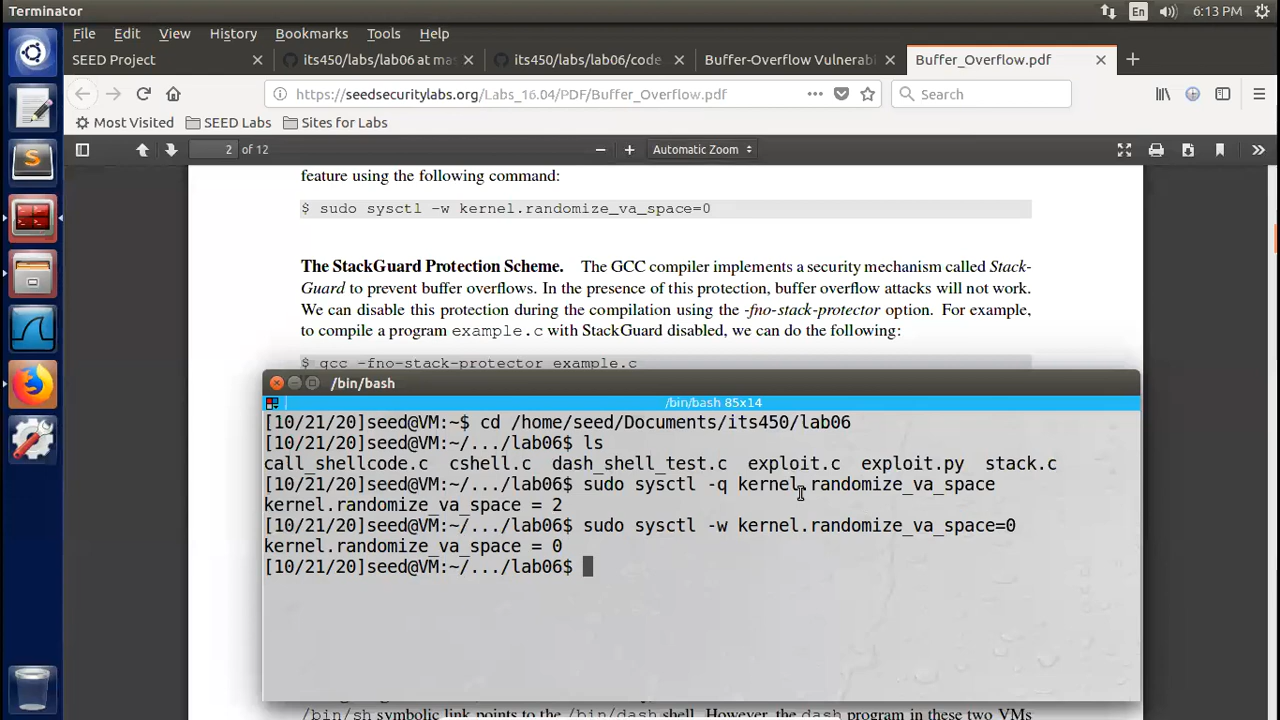 Terminator
En
6:13 PM
File Edit View History Bookmarks Tools Help
SEED Project
its450/labs/lab06 at mas
its450/labs/lab06/code
Buffer-Overflow Vulnerabi
Buffer_Overflow.pdf
https://seedsecuritylabs.org/Labs_16.04/PDF/Buffer_Overflow.pdf
Search
Most Visited SEED Labs Sites for Labs
2 of 12
Automatic Zoom
feature using the following command:
$ sudo sysctl -w kernel.randomize_va_space=0
The StackGuard Protection Scheme. The GCC compiler implements a security mechanism called Stack-
Guard to prevent buffer overflows. In the presence of this protection, buffer overflow attacks will not work.
We can disable this protection during the compilation using the -fno-stack-protector option. For example,
to compile a program example.c with StackGuard disabled, we can do the following:
$ gcc -fno-stack-protector example.c
/bin/bash
/bin/bash 85x14
[10/21/20]seed@VM:~$ cd /home/seed/Documents/its450/lab06
[10/21/20]seed@VM:~/.../lab06$ ls
call_shellcode.c cshell.c dash_shell_test.c exploit.c exploit.py stack.c
[10/21/20]seed@VM:~/.../lab06$ sudo sysctl -q kernel.randomize_va_space
kernel.randomize_va_space = 2
[10/21/20]seed@VM:~/.../lab06$ sudo sysctl -w kernel.randomize_va_space=0
kernel.randomize_va_space = 0
[10/21/20]seed@VM:~/.../lab06$
/bin/sh symbolic link points to the /bin/dash shell. However, the dash program in these two VMs